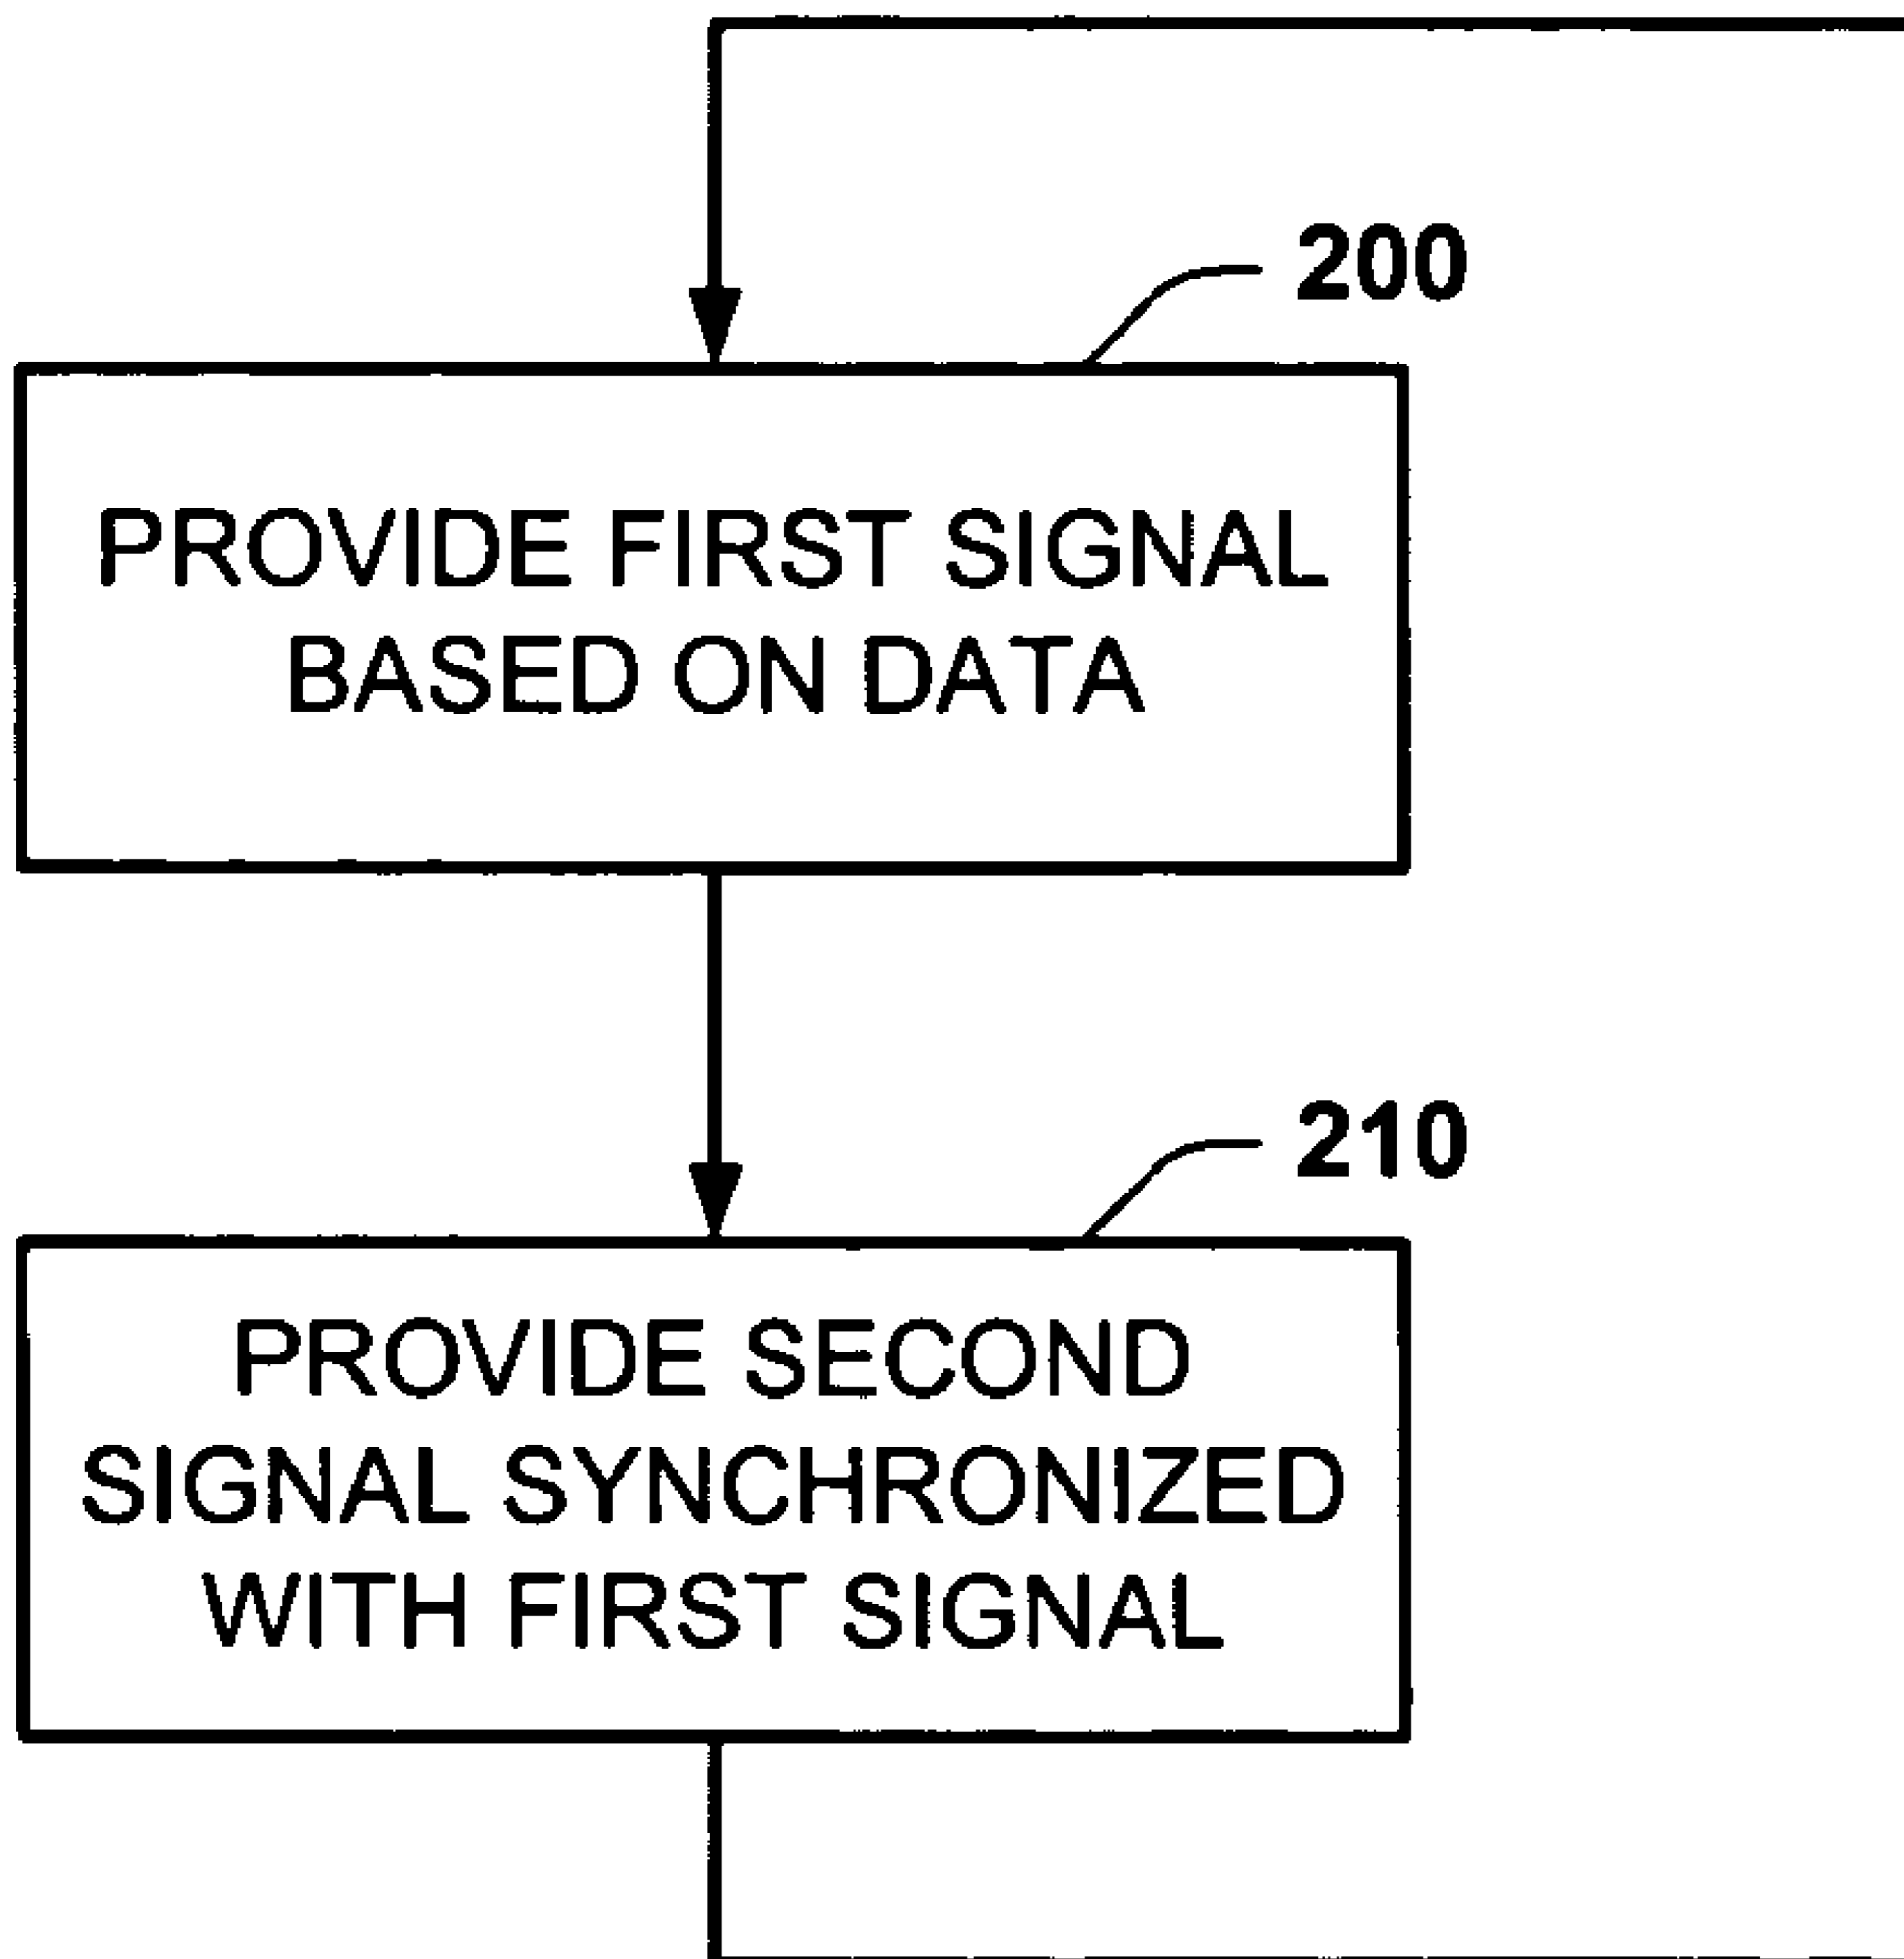 200
PROVIDE FIRST SIGNAL
BASED ON DATA
210
PROVIDE SECOND
SIGNAL SYNCHRONIZED
WITH FIRST SIGNAL